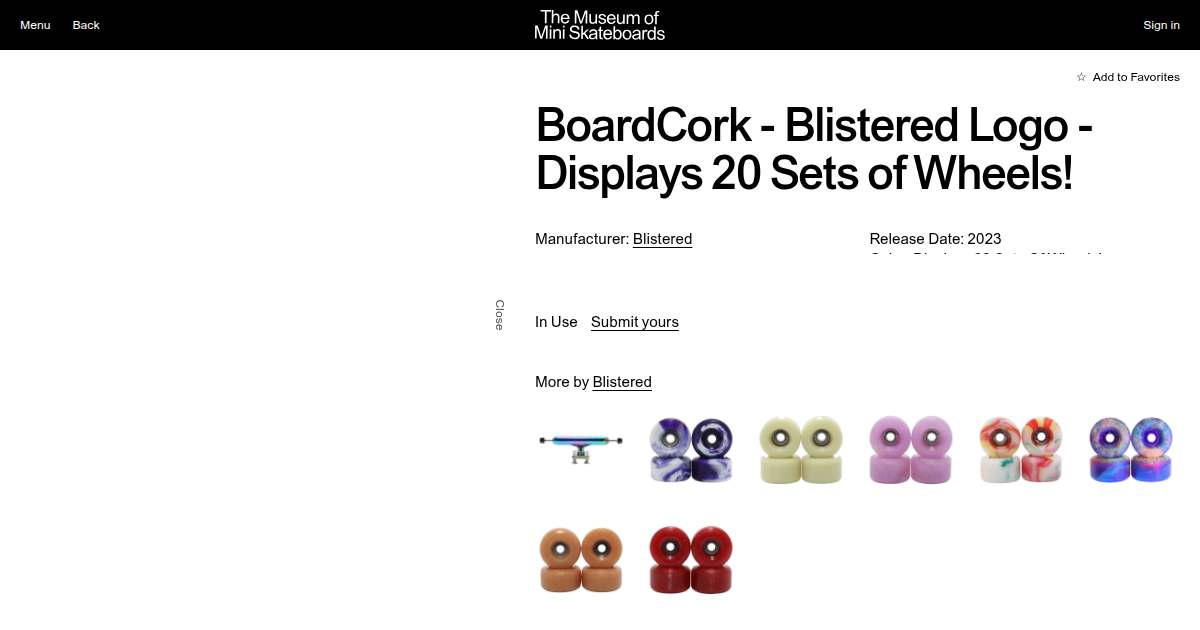 Menu
Back
The Museum of
Mini Skateboards
Sign in
☆ Add to Favorites
BoardCork - Blistered Logo -
Displays 20 Sets of Wheels!
Manufacturer: Blistered
Release Date: 2023
Close
In Use
Submit yours
More by Blistered